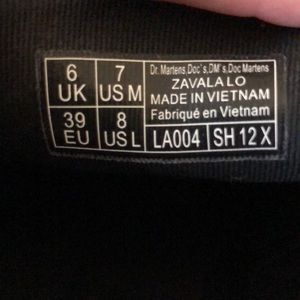 6 UK
7 US M
39 EU
8 US L
Dr. Martens,Doc's,DM's,Doc Martens
ZAVALA LO
MADE IN VIETNAM
Fabriqué en Vietnam
LA004
SH 12 X